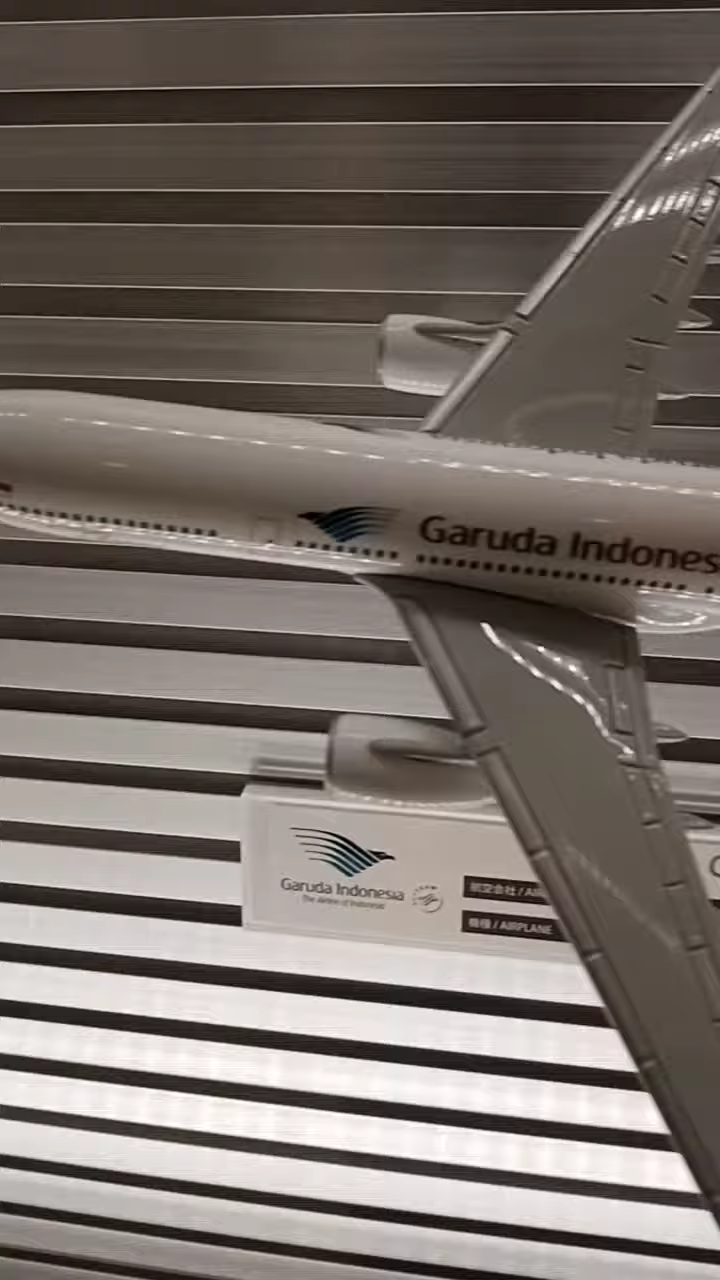 Garuda Indones
Garuda Indonesia
The Airline of Indonesia
航空会社 / AIR
機種 / AIRPLANE